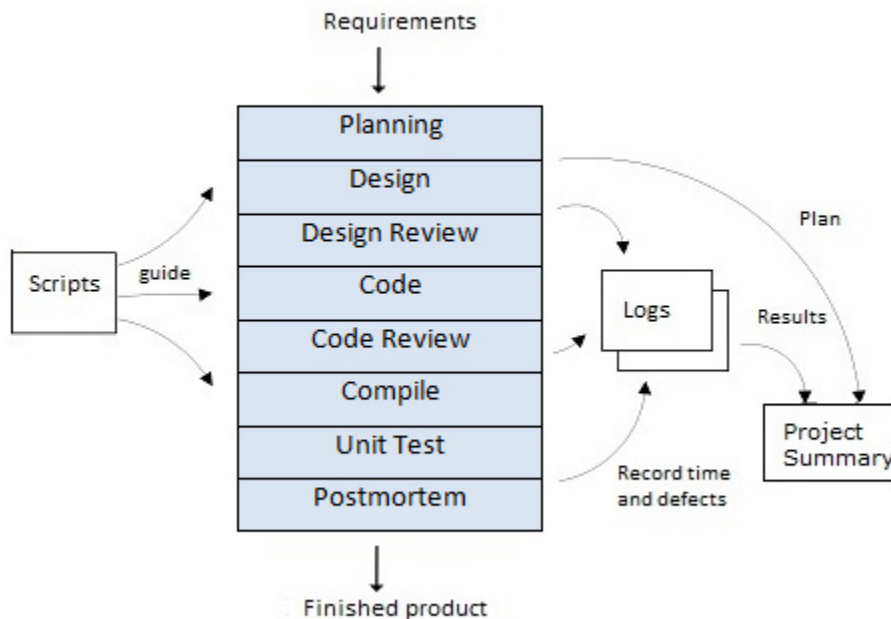 Requirements
Planning
Design
Design Review
Code
Code Review
Compile
Unit Test
Postmortem
Finished product
Scripts
guide
Logs
Plan
Results
Record time
and defects
Project
Summary